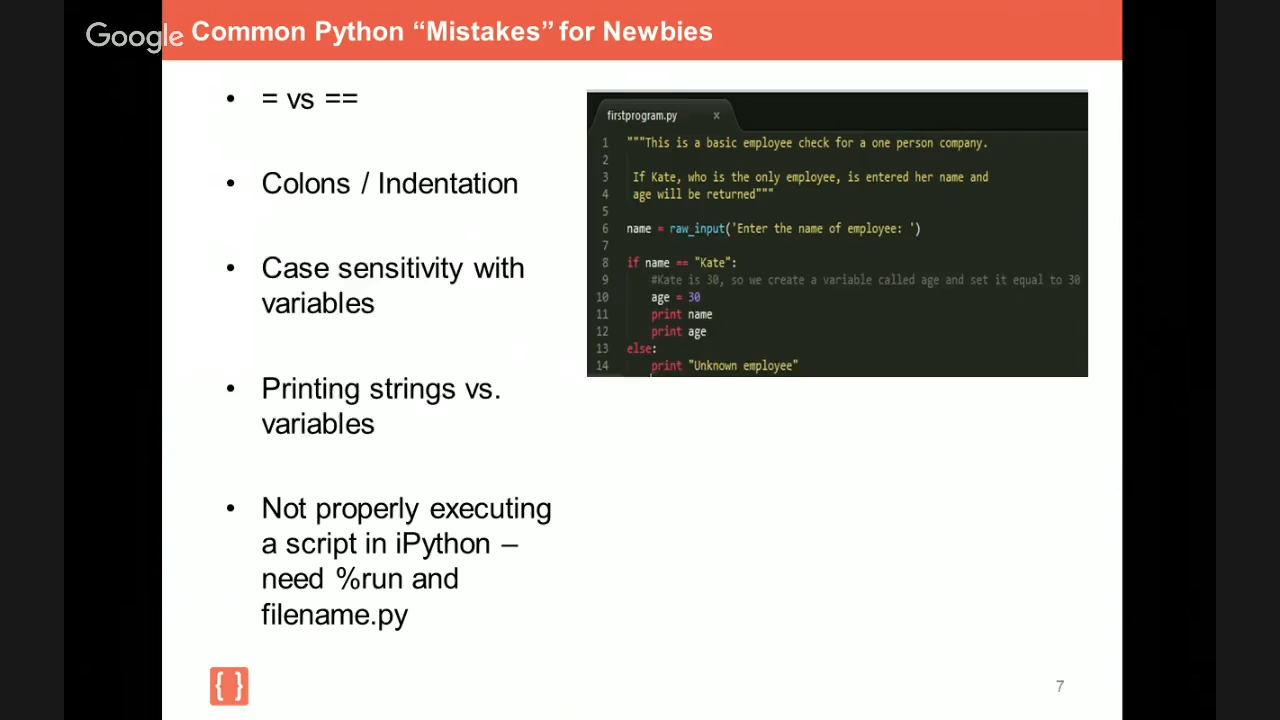 Google
Common Python “Mistakes” for Newbies
• = vs ==
• Colons / Indentation
• Case sensitivity with
variables
• Printing strings vs.
variables
• Not properly executing
a script in iPython –
need %run and
filename.py
firstprogram.py x
1 """This is a basic employee check for a one person company.
2
3 If Kate, who is the only employee, is entered her name and
4 age will be returned"""
5
6 name = raw_input('Enter the name of employee: ')
7
8 if name == "Kate":
9 #Kate is 30, so we create a variable called age and set it equal to 30
10 age = 30
11 print name
12 print age
13 else:
14 print "Unknown employee"
{ }
7